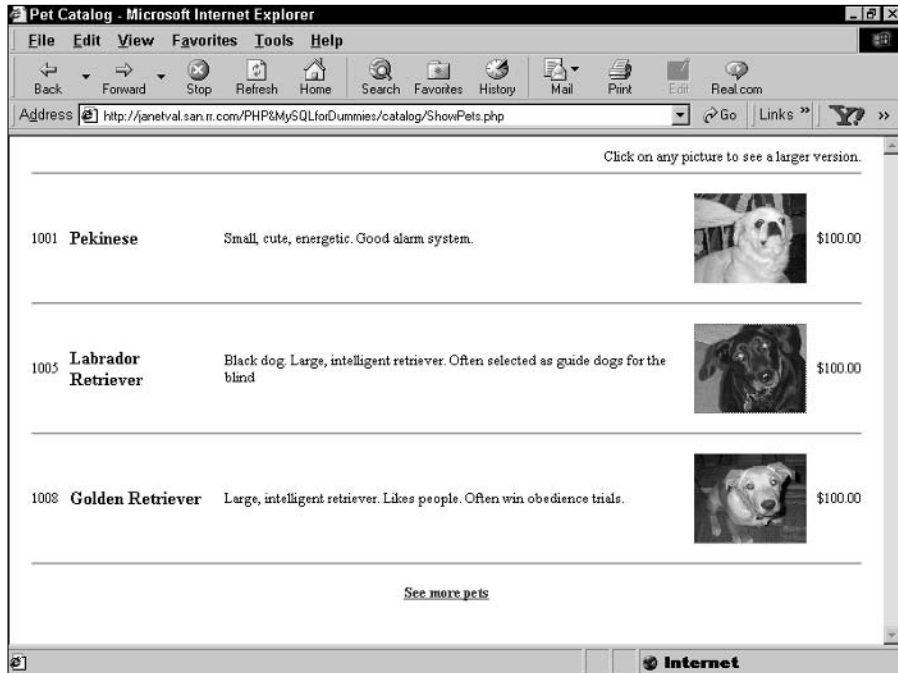 Pet Catalog - Microsoft Internet Explorer
File Edit View Favorites Tools Help
Back Forward Stop Refresh Home Search Favorites History Mail Print Edit Real.com
Address http://janetval.san.rr.com/PHP&MySQLforDummies/catalog/ShowPets.php Go Links »
Click on any picture to see a larger version.
1001 Pekinese Small, cute, energetic. Good alarm system. $100.00
1005 Labrador Retriever Black dog. Large, intelligent retriever. Often selected as guide dogs for the
blind $100.00
1008 Golden Retriever Large, intelligent retriever. Likes people. Often win obedience trials. $100.00
See more pets
Internet